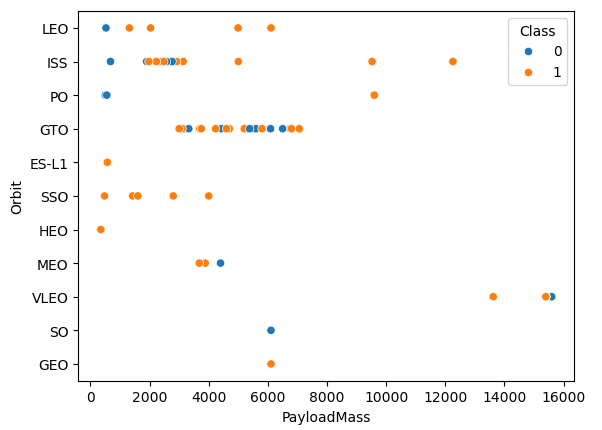 LEO
ISS
PO
GTO
ES-L1
SSO
HEO
MEO
VLEO
SO
GEO
Orbit
Class
0
1
0 2000 4000 6000 8000 10000 12000 14000 16000
PayloadMass